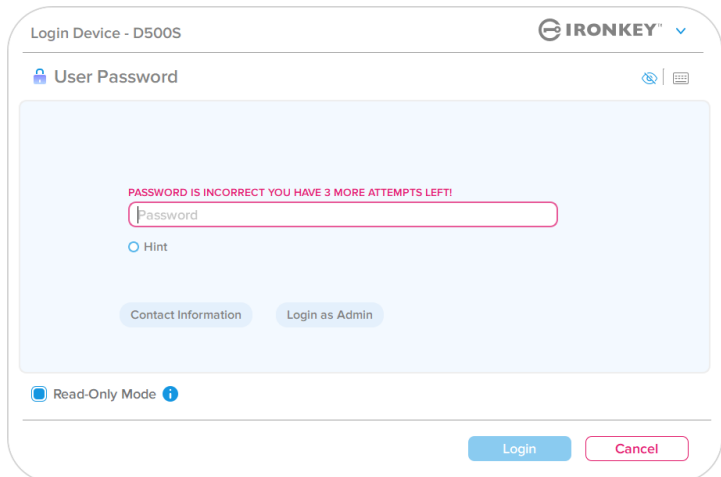 Login Device - D500S
IRONKEY™
User Password
PASSWORD IS INCORRECT YOU HAVE 3 MORE ATTEMPTS LEFT!
Password
Hint
Contact Information
Login as Admin
Read-Only Mode
Login
Cancel